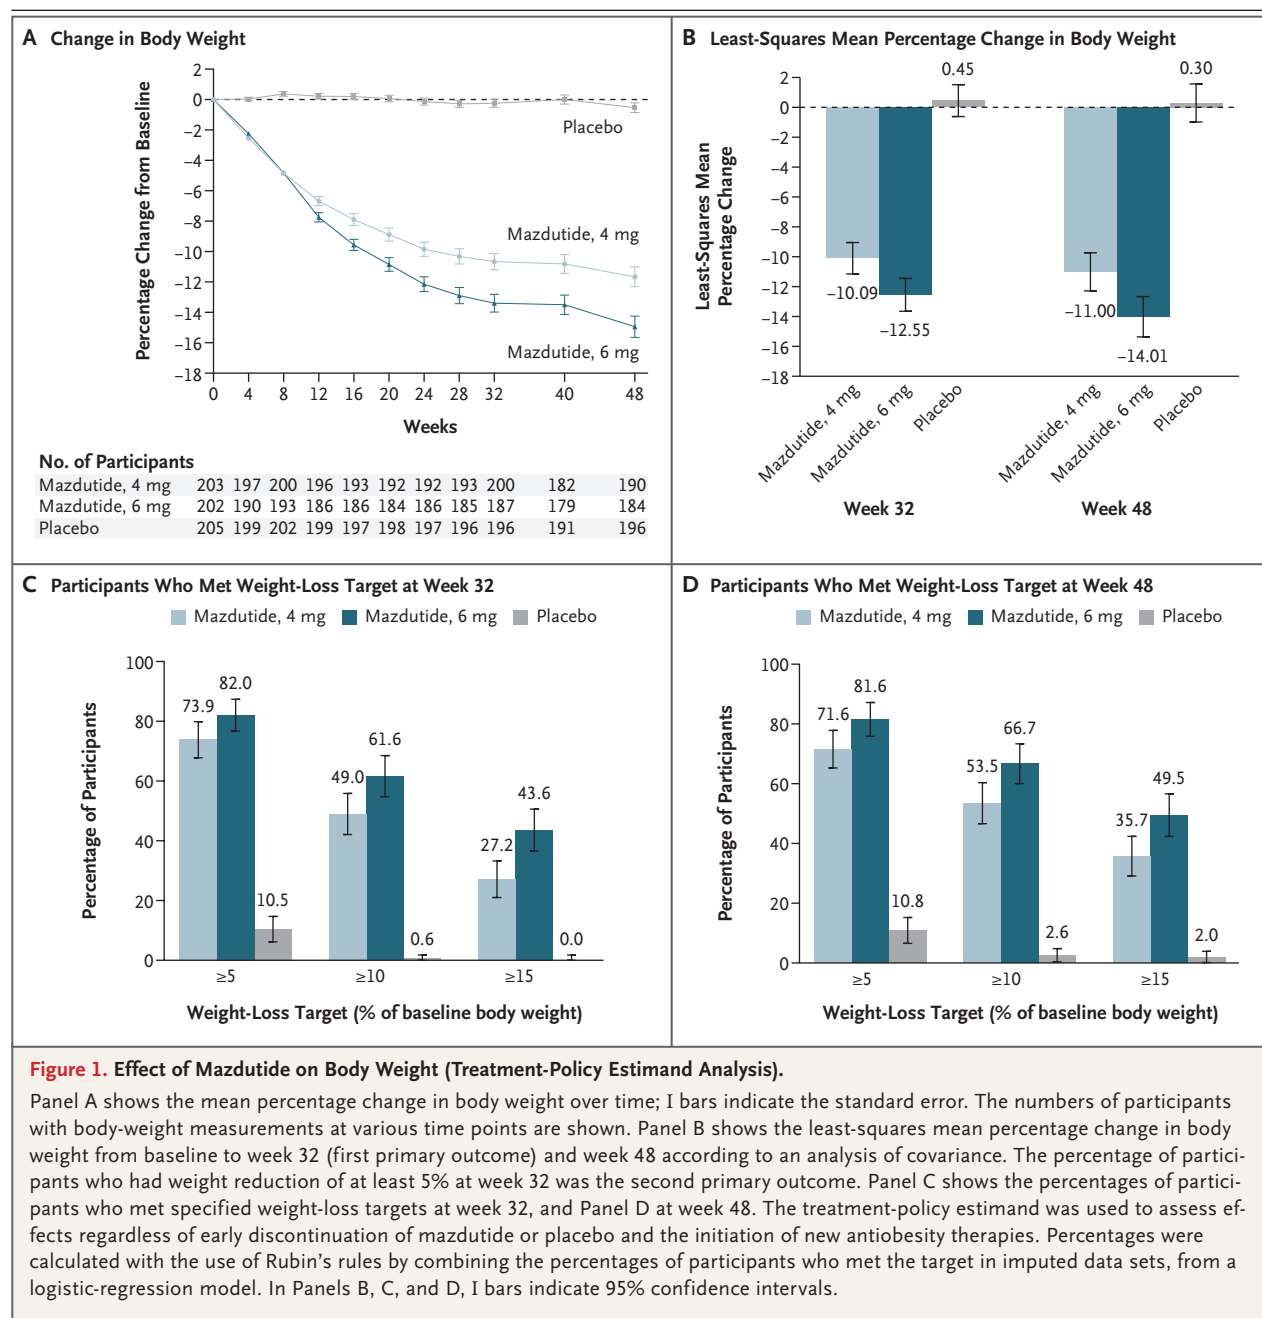 A Change in Body Weight
Percentage Change from Baseline
2
0
−2
−4
−6
−8
−10
−12
−14
−16
−18
Placebo
Mazdutide, 4 mg
Mazdutide, 6 mg
0 4 8 12 16 20 24 28 32 40 48
Weeks
No. of Participants
Mazdutide, 4 mg 203 197 200 196 193 192 192 193 200 182 190
Mazdutide, 6 mg 202 190 193 186 186 184 186 185 187 179 184
Placebo 205 199 202 199 197 198 197 196 196 191 196
B Least-Squares Mean Percentage Change in Body Weight
Least-Squares Mean
Percentage Change
2
0
−2
−4
−6
−8
−10
−12
−14
−16
−18
0.45
0.30
−10.09
−12.55
−11.00
−14.01
Mazdutide, 4 mg
Mazdutide, 6 mg
Placebo
Mazdutide, 4 mg
Mazdutide, 6 mg
Placebo
Week 32
Week 48
C Participants Who Met Weight-Loss Target at Week 32
Mazdutide, 4 mg Mazdutide, 6 mg Placebo
Percentage of Participants
100
80
60
40
20
0
73.9
82.0
10.5
49.0
61.6
0.6
27.2
43.6
0.0
≥5 ≥10 ≥15
Weight-Loss Target (% of baseline body weight)
D Participants Who Met Weight-Loss Target at Week 48
Mazdutide, 4 mg Mazdutide, 6 mg Placebo
Percentage of Participants
100
80
60
40
20
0
71.6
81.6
10.8
53.5
66.7
2.6
35.7
49.5
2.0
≥5 ≥10 ≥15
Weight-Loss Target (% of baseline body weight)
Figure 1. Effect of Mazdutide on Body Weight (Treatment-Policy Estimand Analysis).
Panel A shows the mean percentage change in body weight over time; I bars indicate the standard error. The numbers of participants
with body-weight measurements at various time points are shown. Panel B shows the least-squares mean percentage change in body
weight from baseline to week 32 (first primary outcome) and week 48 according to an analysis of covariance. The percentage of partici-
pants who had weight reduction of at least 5% at week 32 was the second primary outcome. Panel C shows the percentages of partici-
pants who met specified weight-loss targets at week 32, and Panel D at week 48. The treatment-policy estimand was used to assess ef-
fects regardless of early discontinuation of mazdutide or placebo and the initiation of new antiobesity therapies. Percentages were
calculated with the use of Rubin’s rules by combining the percentages of participants who met the target in imputed data sets, from a
logistic-regression model. In Panels B, C, and D, I bars indicate 95% confidence intervals.